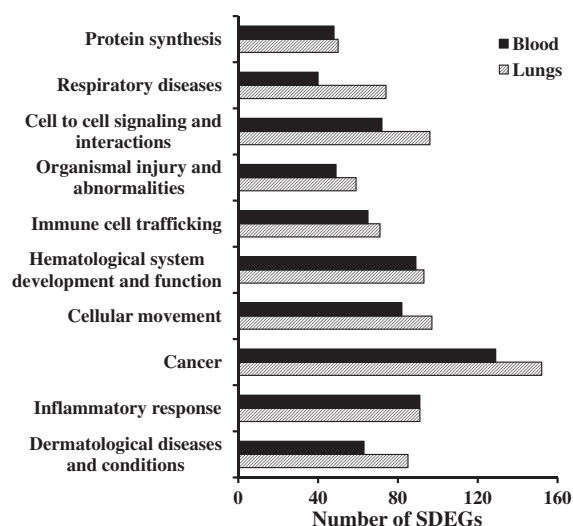 Protein synthesis
Respiratory diseases
Cell to cell signaling and
interactions
Organismal injury and
abnormalities
Immune cell trafficking
Hematological system
development and function
Cellular movement
Cancer
Inflammatory response
Dermatological diseases
and conditions
Blood
Lungs
0 40 80 120 160
Number of SDEGs